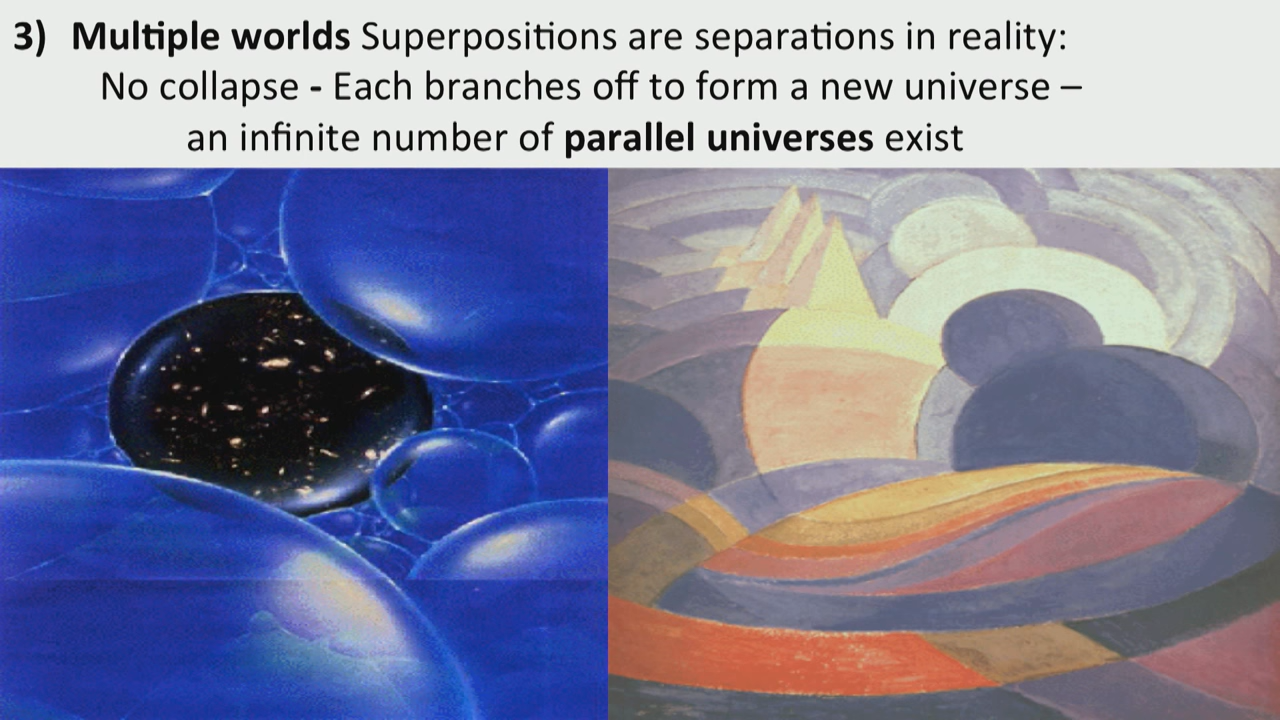 3) Multiple worlds Superpositions are separations in reality:
No collapse - Each branches off to form a new universe –
an infinite number of parallel universes exist